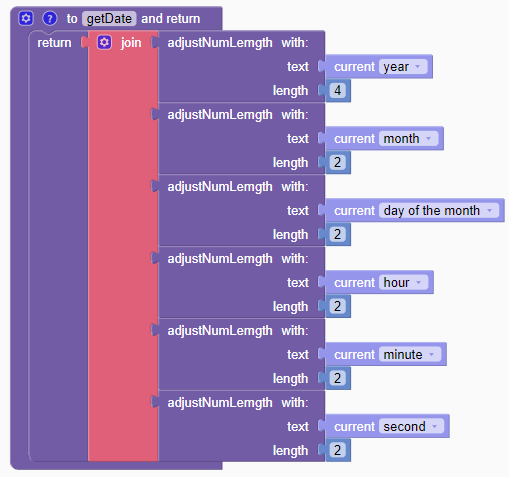 ? to getDate and return
return join adjustNumLemgth with:
text current year
length 4
adjustNumLemgth with:
text current month
length 2
adjustNumLemgth with:
text current day of the month
length 2
adjustNumLemgth with:
text current hour
length 2
adjustNumLemgth with:
text current minute
length 2
adjustNumLemgth with:
text current second
length 2